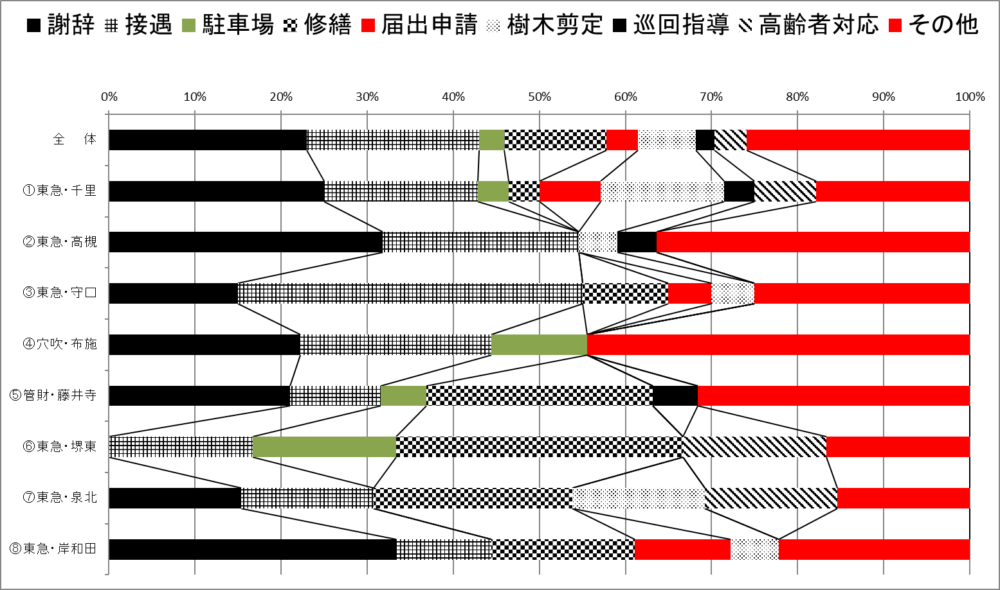 謝辞 接遇 駐車場 修繕 届出申請 樹木剪定 巡回指導 高齢者対応 その他
0% 10% 20% 30% 40% 50% 60% 70% 80% 90% 100%
全　体
①東急・千里
②東急・高槻
③東急・守口
④穴吹・布施
⑤管財・藤井寺
⑥東急・堺東
⑦東急・泉北
⑧東急・岸和田